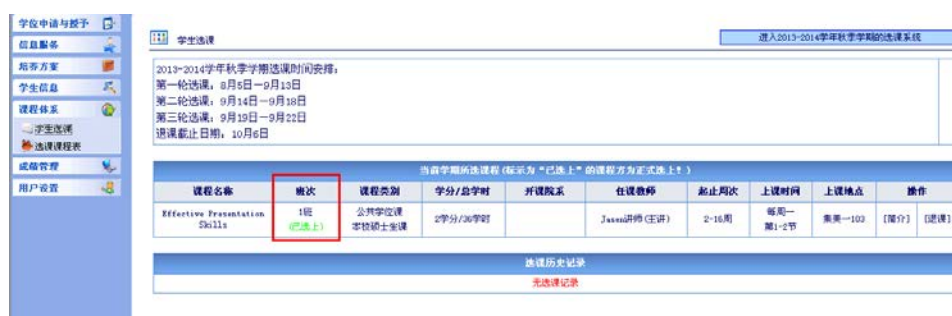 学位申请与授予
信息服务
培养方案
学生信息
课程体系
学生选课
选课课程表
成绩管理
用户设置
学生选课
进入2013-2014学年秋季学期的选课系统
2013-2014学年秋季学期选课时间安排:
第一轮选课: 8月5日－9月13日
第二轮选课: 9月14日－9月18日
第三轮选课: 9月19日－9月22日
退课截止日期: 10月6日
当前学期所选课程(标示为“已选上”的课程方为正式选上!)
课程名称 班次 课程类别 学分/总学时 开课院系 任课教师 起止周次 上课时间 上课地点 操作
Effective Presentation Skills 1班 (已选上) 公共学位课 本校硕士生课 2学分/36学时 讲师(主讲) 2-16周 每周一 第1-2节 集美一103 [简介] [退课]
选课历史记录
无选课记录